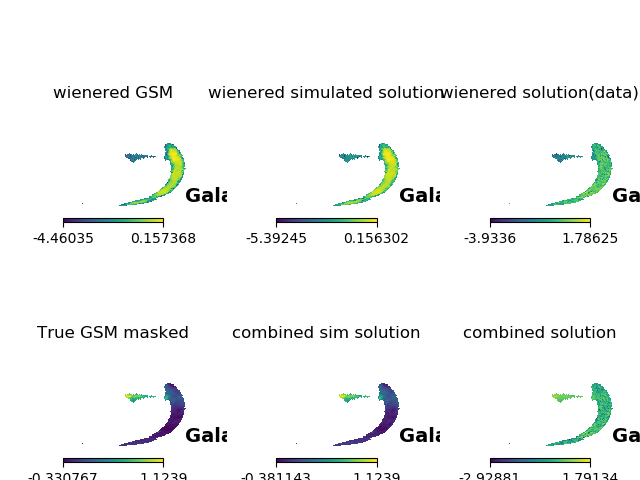 wienered GSM
wienered simulated solution
wienered solution(data)
Gala
Gala
Ga
-4.46035 0.157368
-5.39245 0.156302
-3.9336 1.78625
True GSM masked
combined sim solution
combined solution
Gala
Gala
Ga
-0.330767 1.1239
-0.381143 1.1239
-2.92881 1.79134